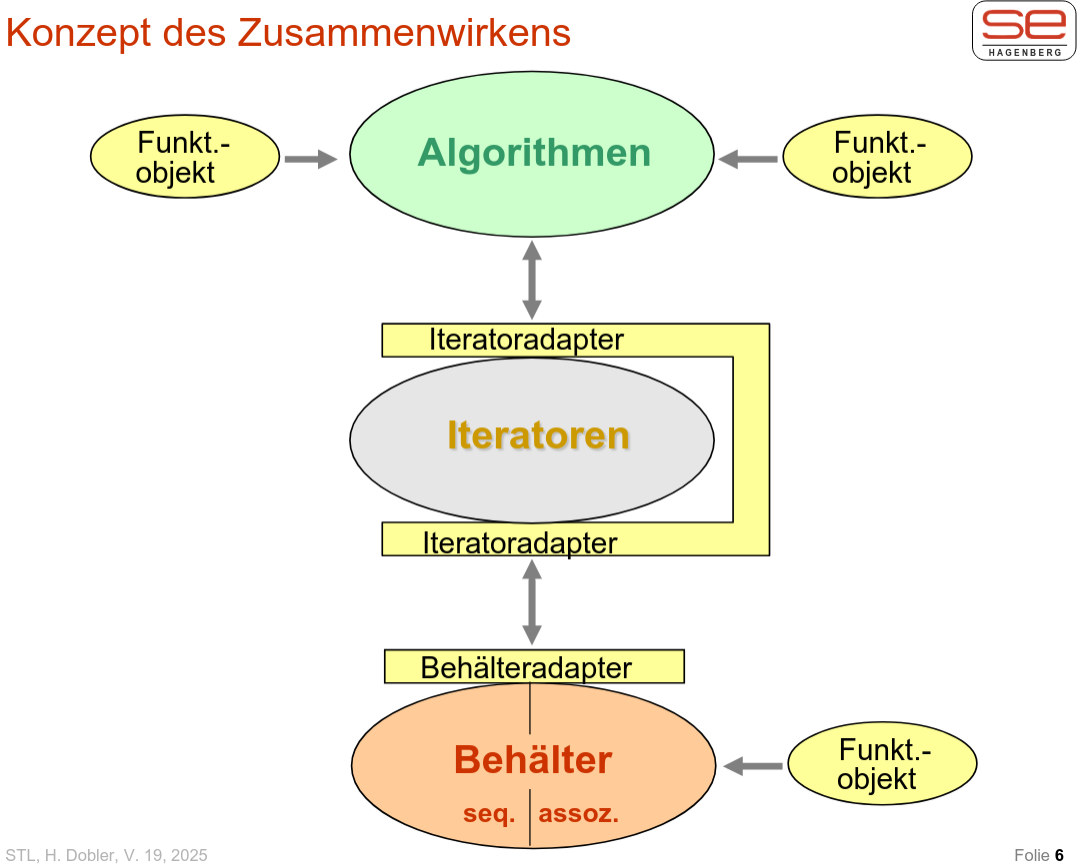 Konzept des Zusammenwirkens
se
HAGENBERG
Funkt.-
objekt
Algorithmen
Funkt.-
objekt
Iteratoradapter
Iteratoren
Iteratoradapter
Behälteradapter
Behälter
seq. assoz.
Funkt.-
objekt
STL, H. Dobler, V. 19, 2025
Folie 6